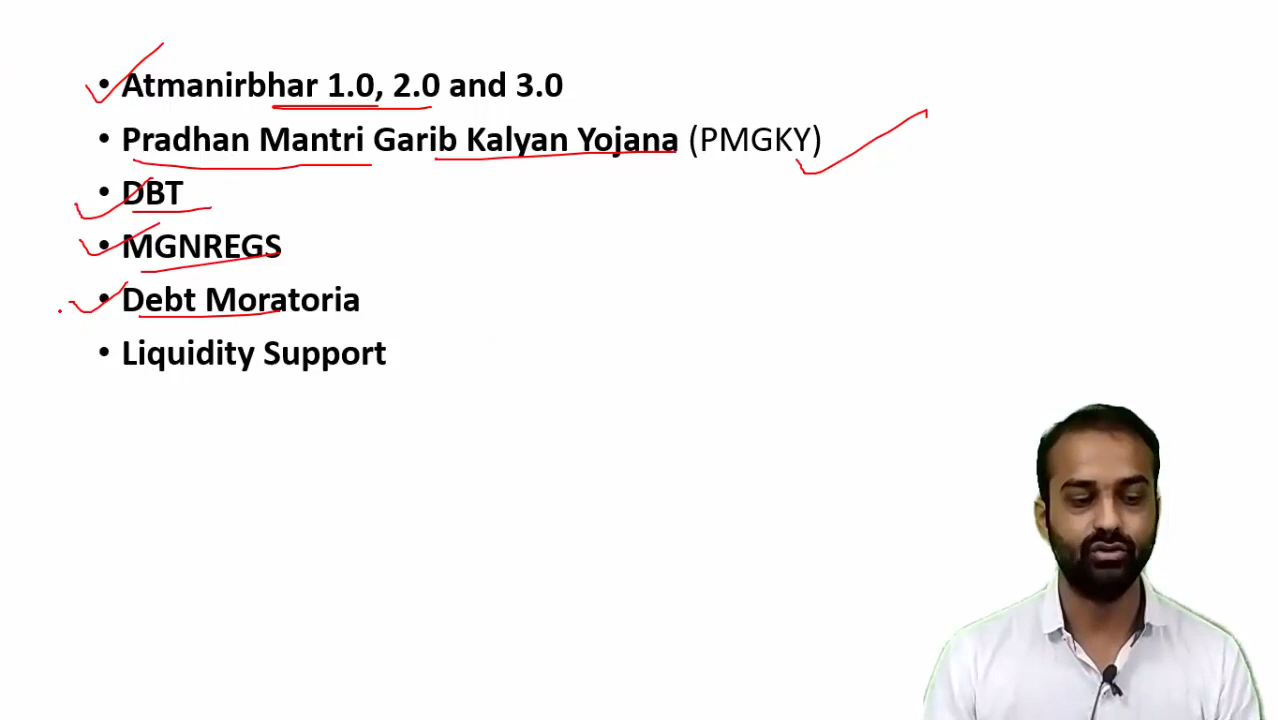 • Atmanirbhar 1.0, 2.0 and 3.0
• Pradhan Mantri Garib Kalyan Yojana (PMGKY)
• DBT
• MGNREGS
• Debt Moratoria
• Liquidity Support